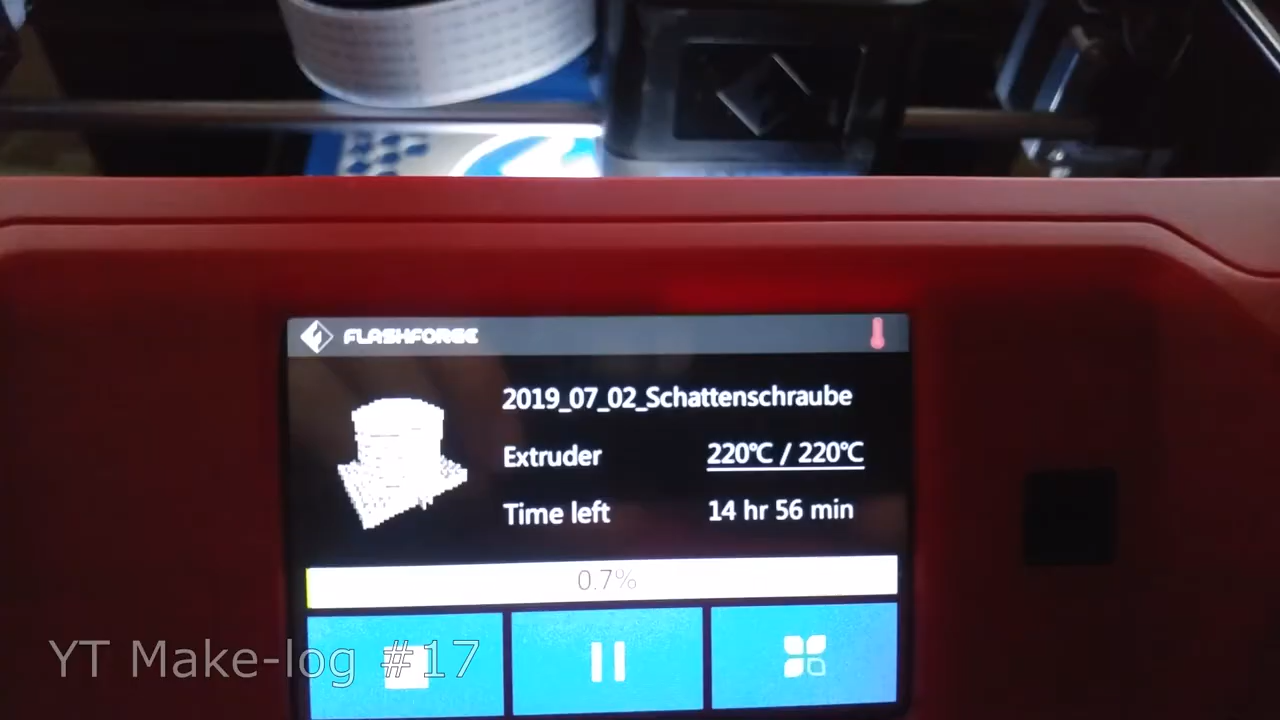 FLASHFORGE
2019_07_02_Schattenschraube
Extruder 220°C / 220°C
Time left 14 hr 56 min
0.7%
YT Make-log #17